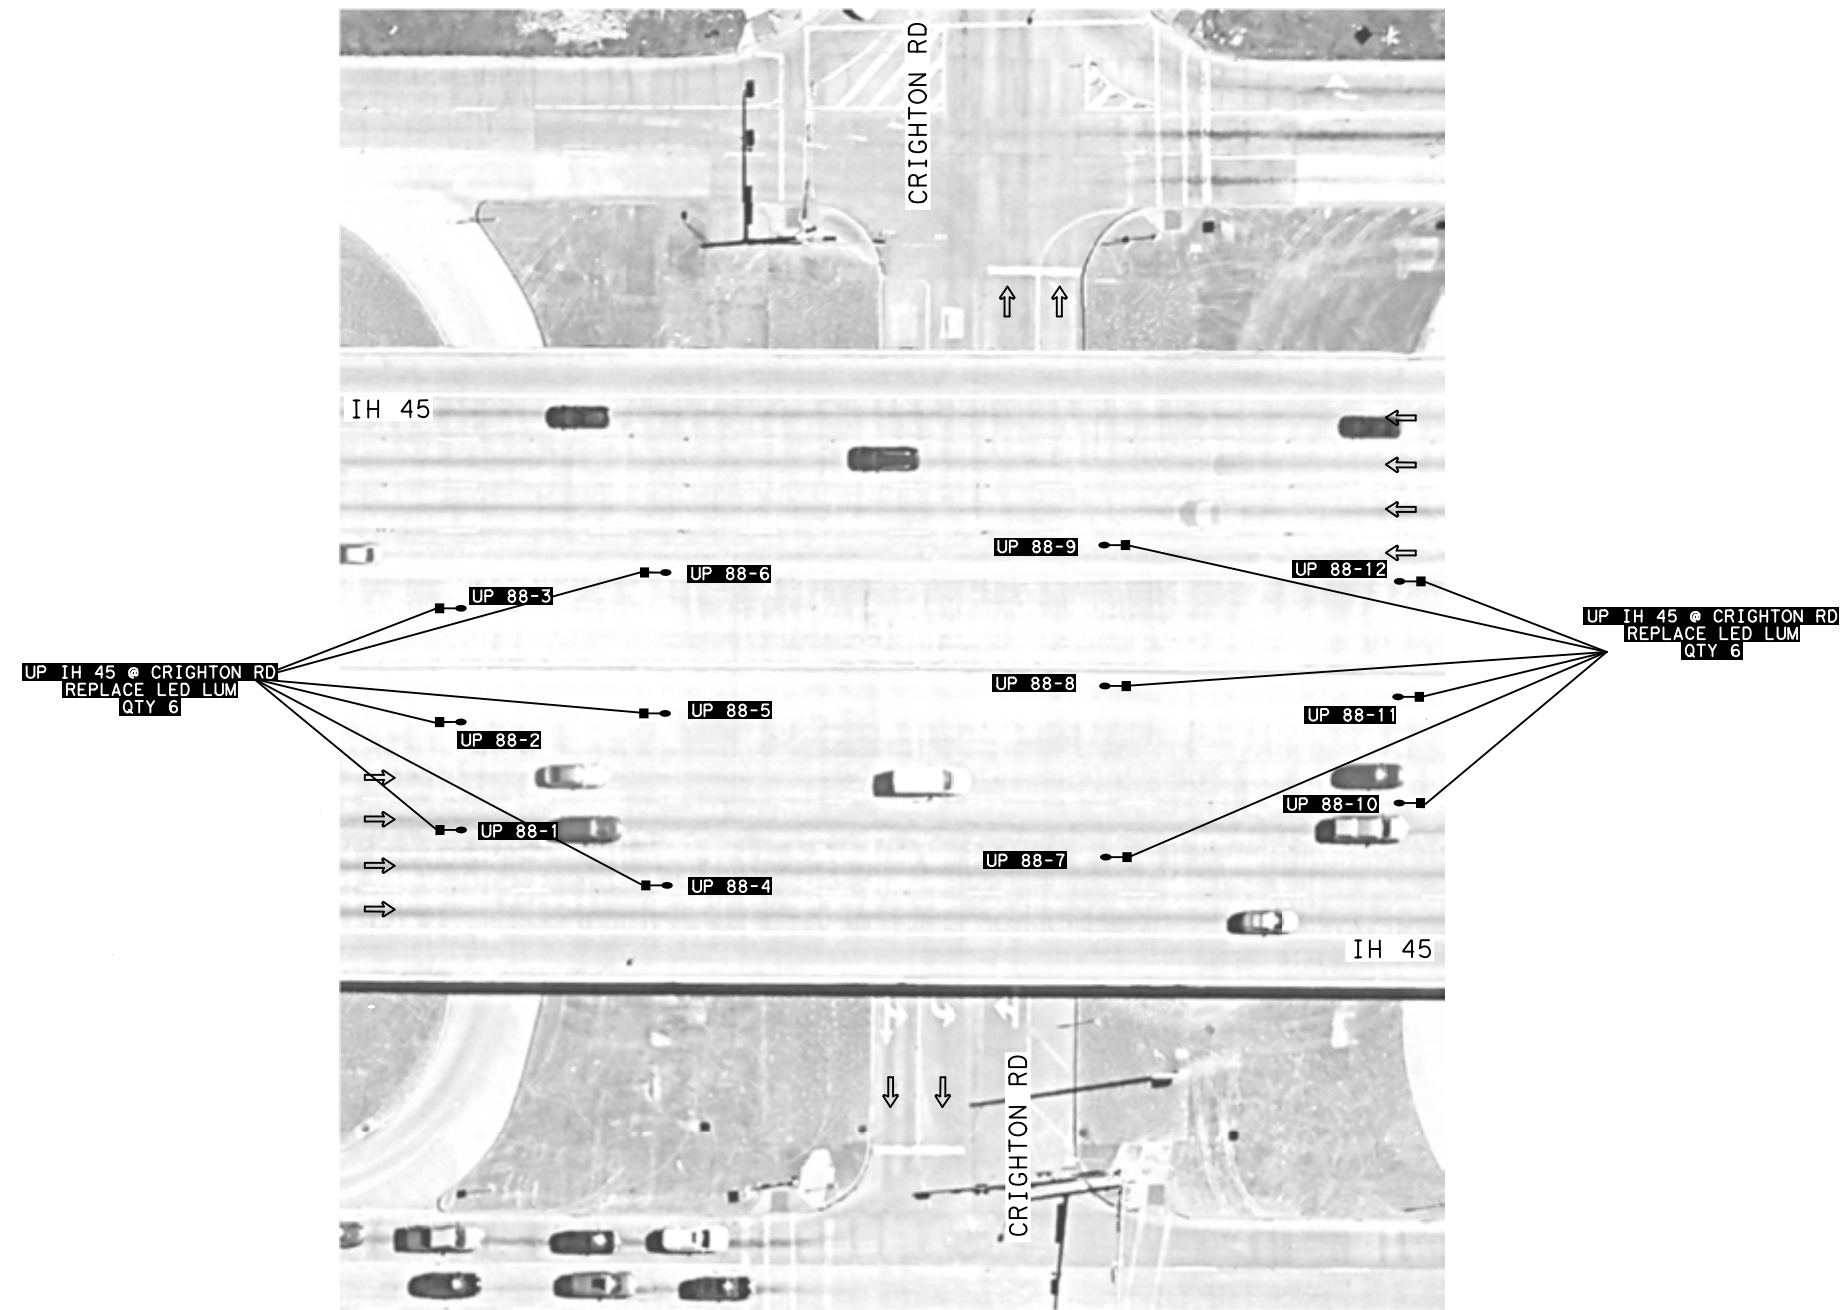 CRIGHTON RD
IH 45
UP 88-9
UP 88-12
UP 88-6
UP 88-3
UP IH 45 @ CRIGHTON RD
REPLACE LED LUM
QTY 6
UP IH 45 @ CRIGHTON RD
REPLACE LED LUM
QTY 6
UP 88-8
UP 88-5
UP 88-11
UP 88-2
UP 88-10
UP 88-1
UP 88-7
UP 88-4
IH 45
CRIGHTON RD